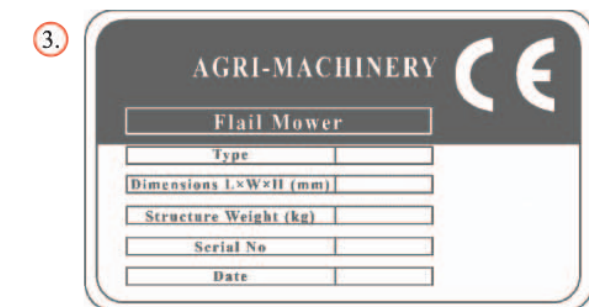 3.
AGRI-MACHINERY CE
Flail Mower
Type
Dimensions L×W×H (mm)
Structure Weight (kg)
Serial No
Date